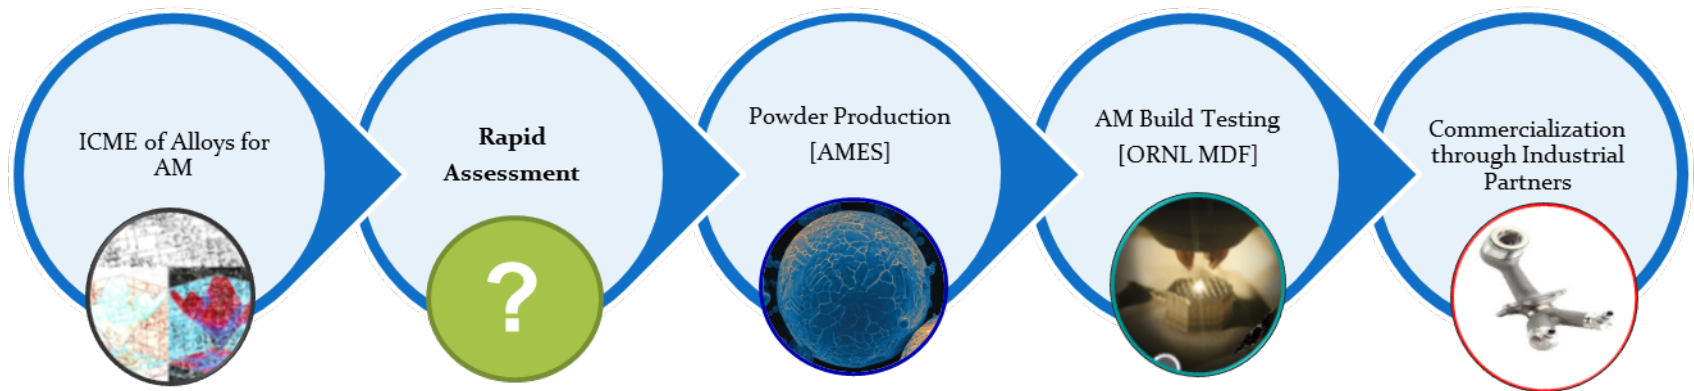 ICME of Alloys for
AM
Rapid
Assessment
?
Powder Production
[AMES]
AM Build Testing
[ORNL MDF]
Commercialization
through Industrial
Partners